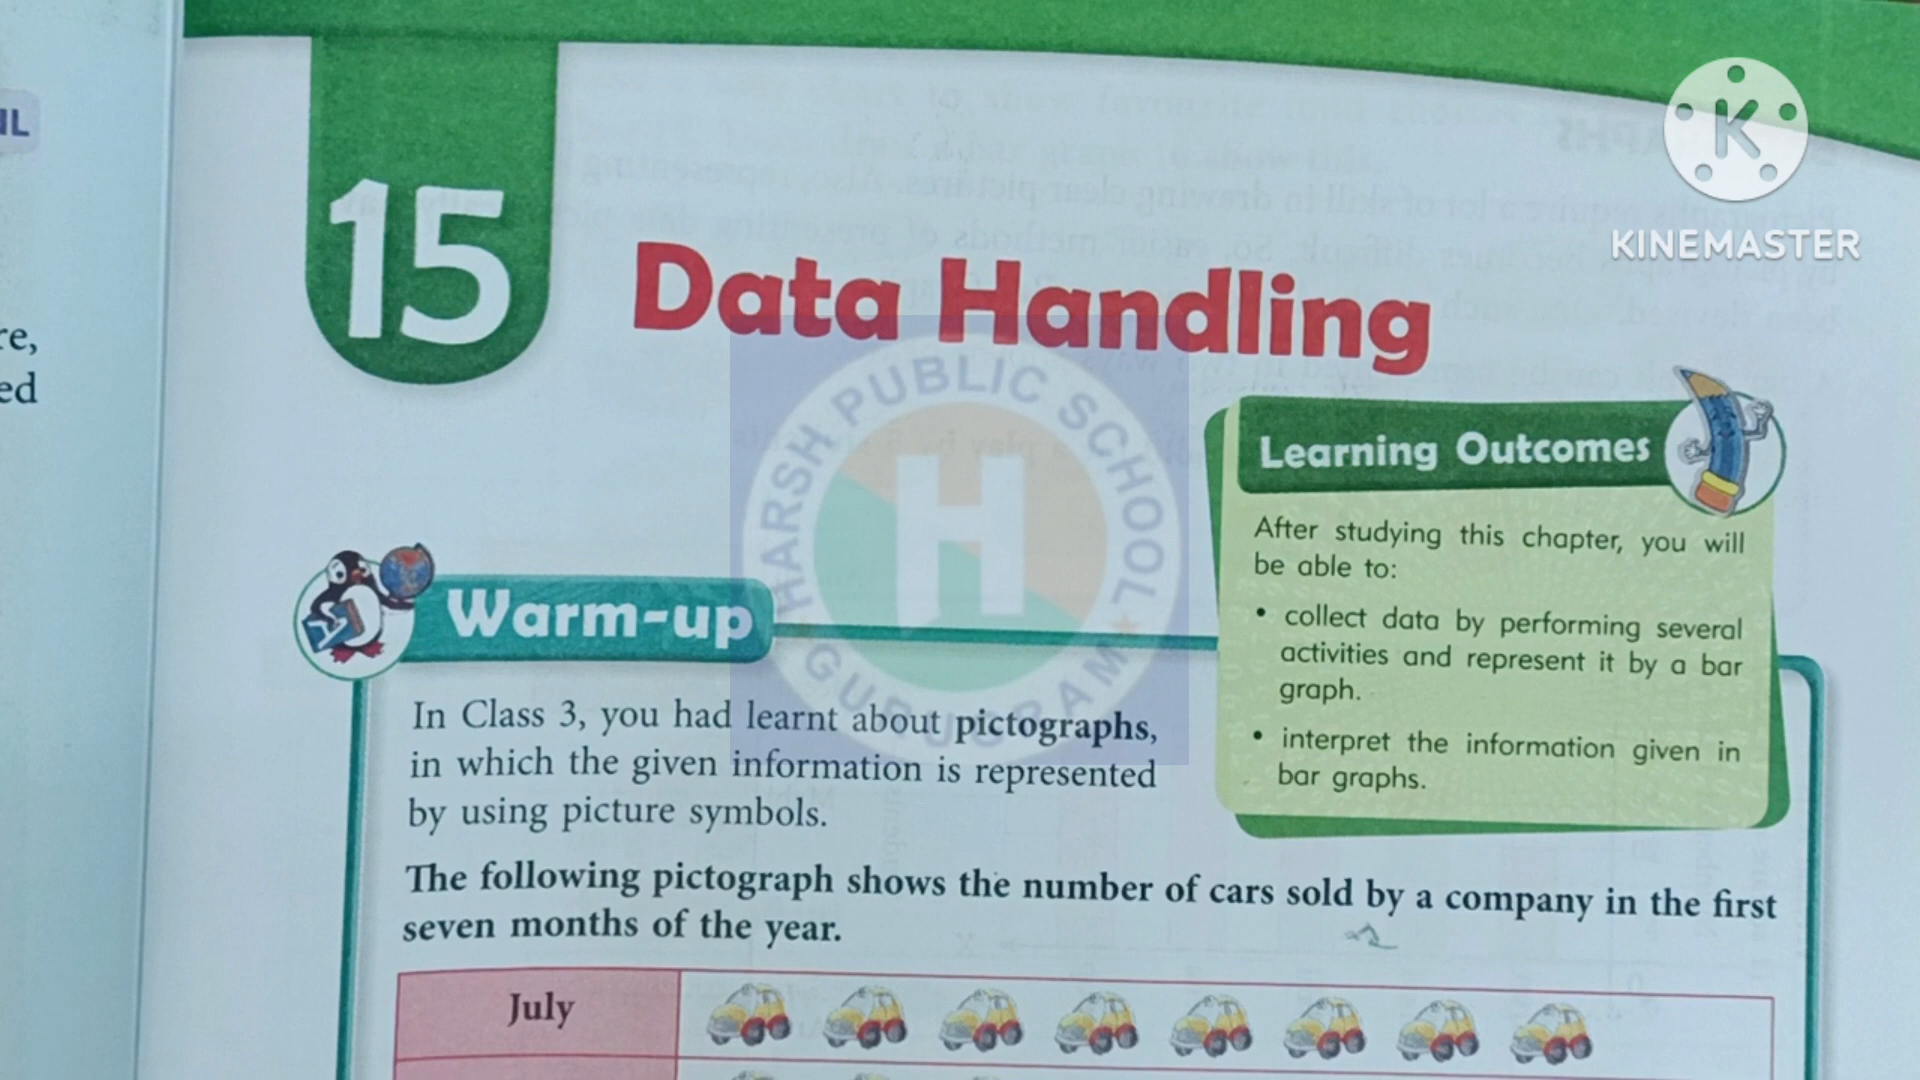 IL
re,
ed
KINEMASTER
15
Data Handling
HARSH PUBLIC SCHOOL
H
GURUGRAM
Learning Outcomes
After studying this chapter, you will
be able to:
• collect data by performing several
activities and represent it by a bar
graph.
• interpret the information given in
bar graphs.
Warm-up
In Class 3, you had learnt about pictographs,
in which the given information is represented
by using picture symbols.
The following pictograph shows the number of cars sold by a company in the first
seven months of the year.
July